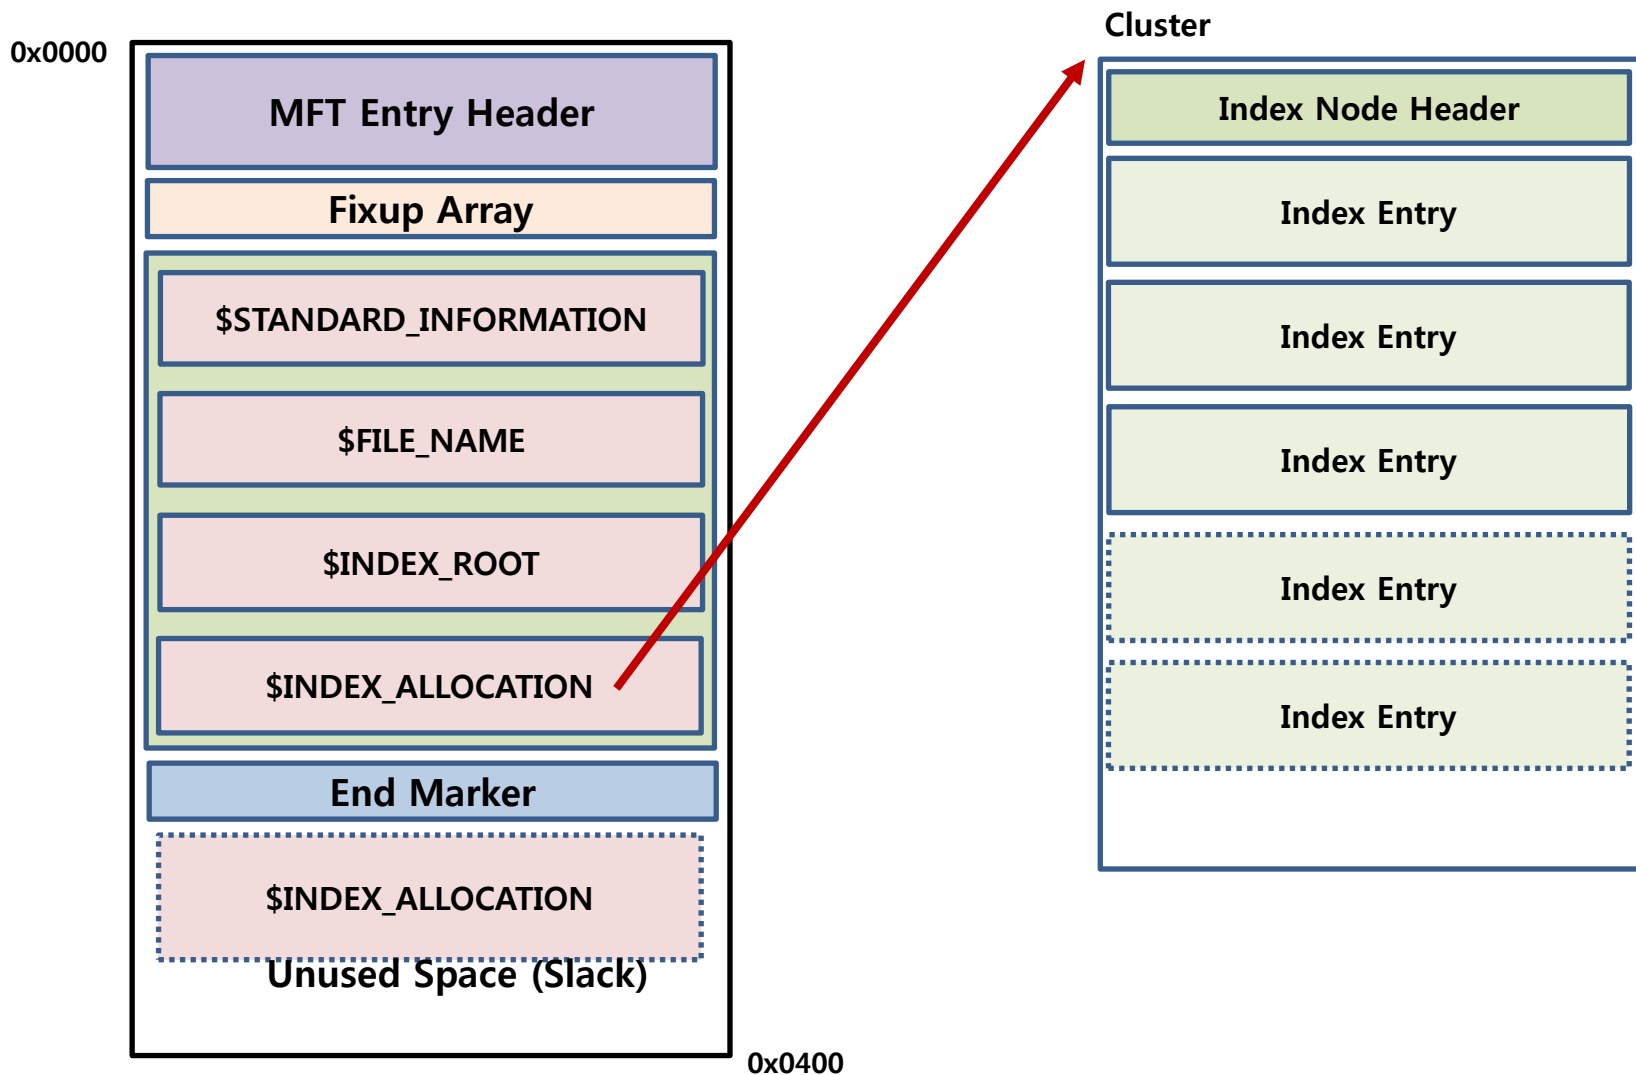 0x0000
MFT Entry Header
Fixup Array
$STANDARD_INFORMATION
$FILE_NAME
$INDEX_ROOT
$INDEX_ALLOCATION
End Marker
$INDEX_ALLOCATION
Unused Space (Slack)
0x0400
Cluster
Index Node Header
Index Entry
Index Entry
Index Entry
Index Entry
Index Entry